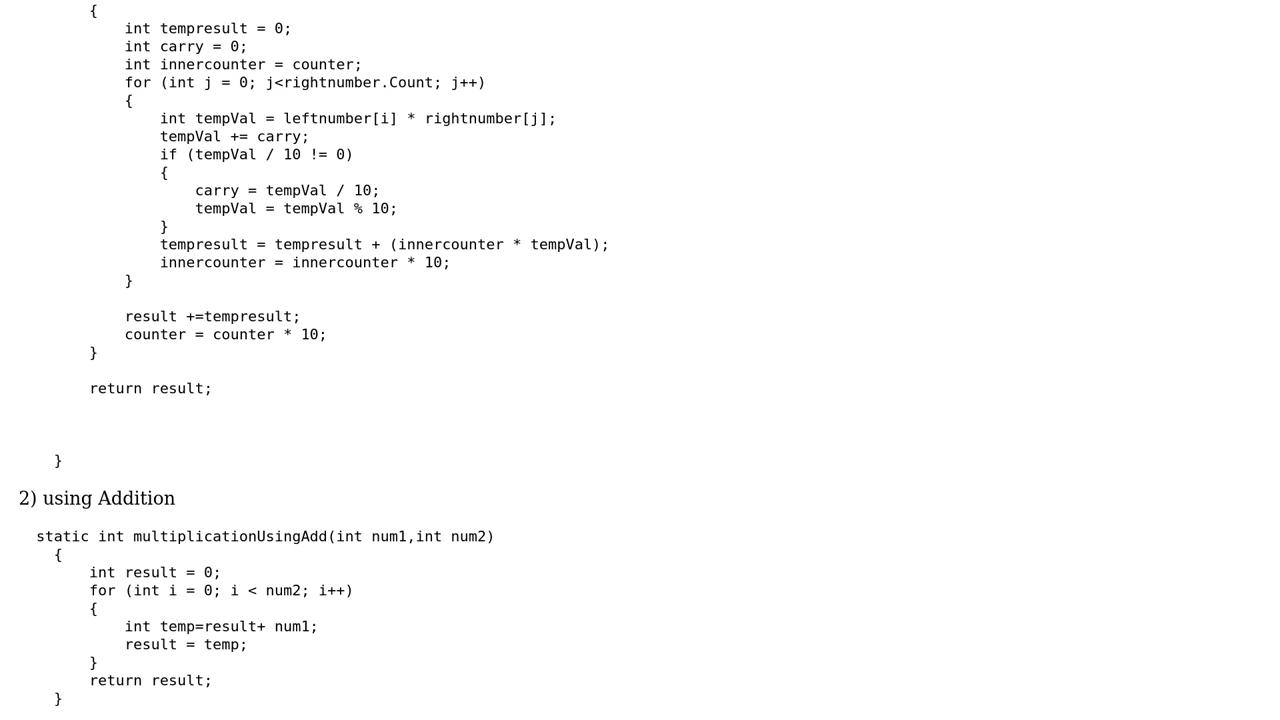 {
int tempresult = 0;
int carry = 0;
int innercounter = counter;
for (int j = 0; j<rightnumber.Count; j++)
{
int tempVal = leftnumber[i] * rightnumber[j];
tempVal += carry;
if (tempVal / 10 != 0)
{
carry = tempVal / 10;
tempVal = tempVal % 10;
}
tempresult = tempresult + (innercounter * tempVal);
innercounter = innercounter * 10;
}
result +=tempresult;
counter = counter * 10;
}
return result;
}
2) using Addition
static int multiplicationUsingAdd(int num1,int num2)
{
int result = 0;
for (int i = 0; i < num2; i++)
{
int temp=result+ num1;
result = temp;
}
return result;
}